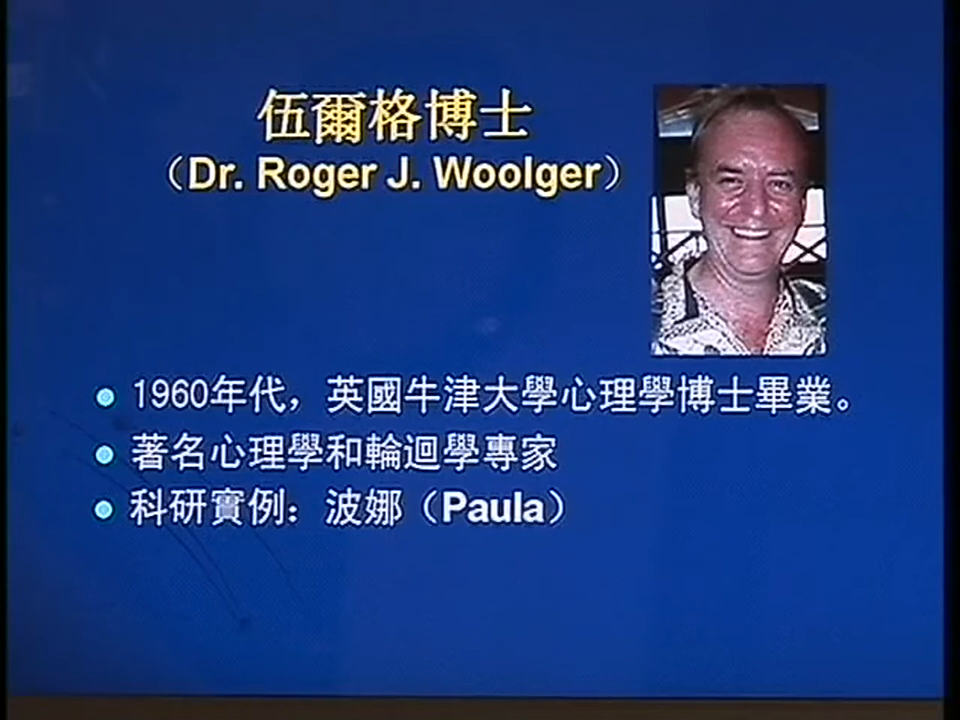 伍爾格博士
（Dr. Roger J. Woolger）
1960年代，英國牛津大學心理學博士畢業。
著名心理學和輪迴學專家
科研實例：波娜（Paula）